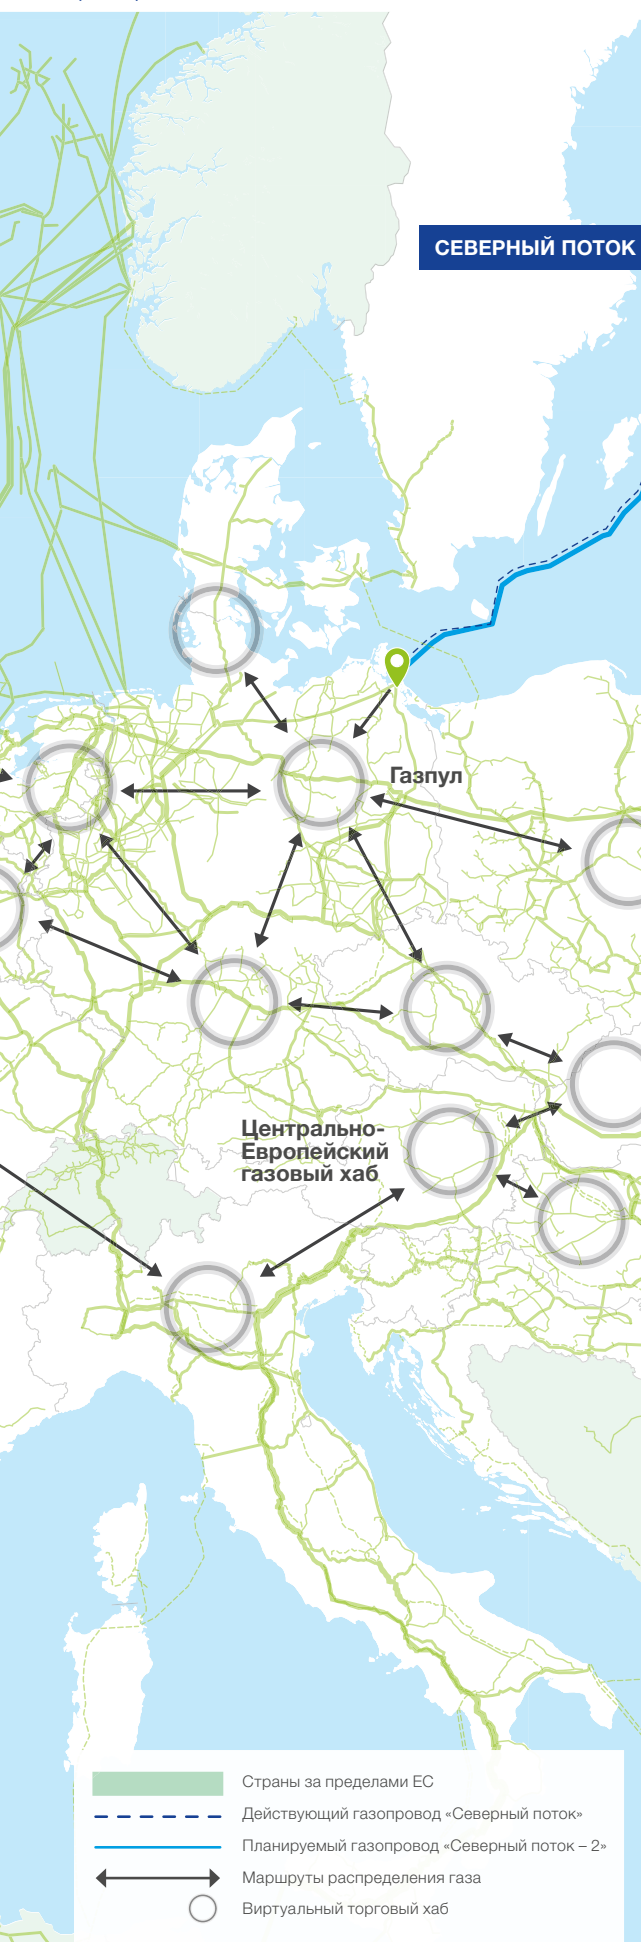 СЕВЕРНЫЙ ПОТОК
Газпул
Центрально-
Европейский
газовый хаб
Страны за пределами ЕС
Действующий газопровод «Северный поток»
Планируемый газопровод «Северный поток – 2»
Маршруты распределения газа
Виртуальный торговый хаб